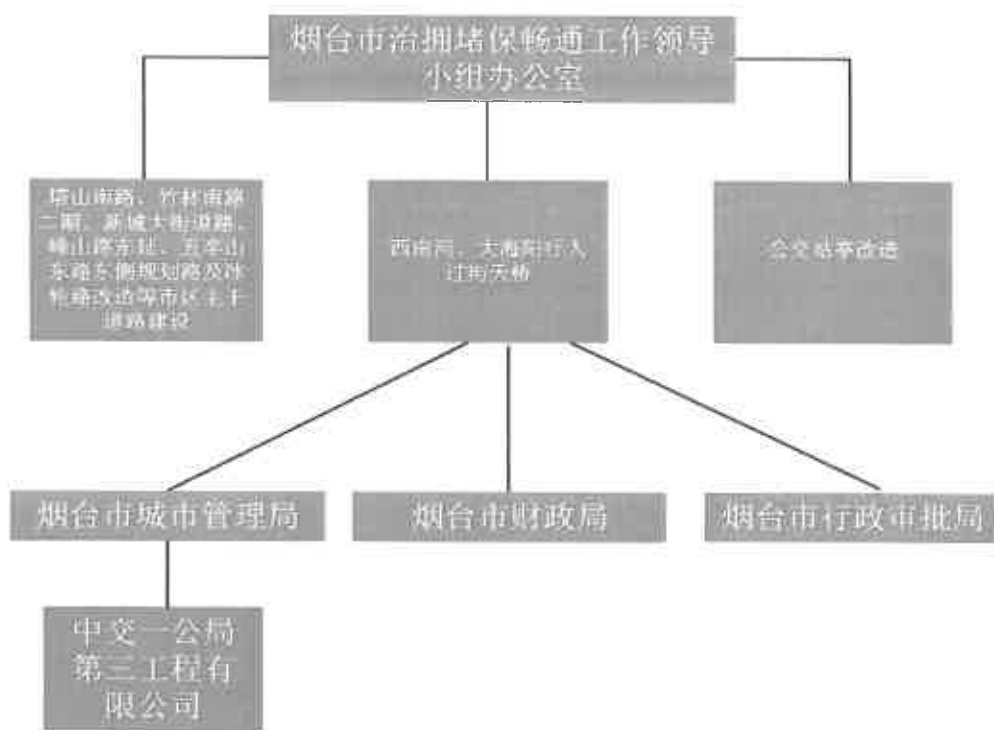 烟台市治拥堵保畅通工作领导
小组办公室
塔山南路、竹林南路
二期、新城大街道路、
峰山路东延、
东路东侧规划路及冰
轮路改造等市区主干
道路建设
西南河、大海阳行人
过街天桥
公交站亭改造
烟台市城市管理局
烟台市财政局
烟台市行政审批局
中交一公局
第三工程有
限公司